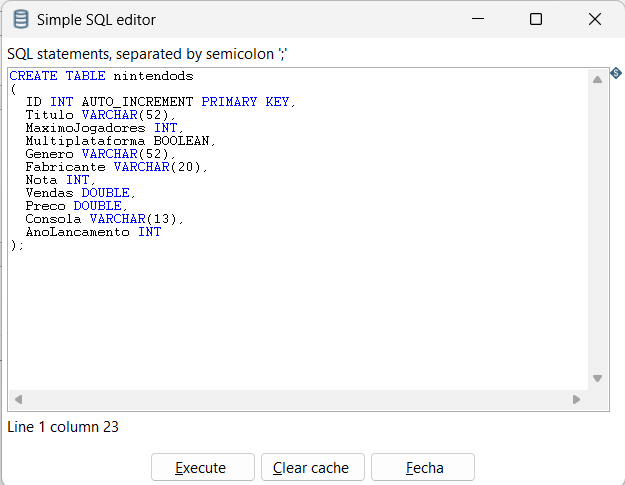 Simple SQL editor
SQL statements, separated by semicolon ';'
CREATE TABLE nintendods
(
  ID INT AUTO_INCREMENT PRIMARY KEY,
  Titulo VARCHAR(52),
  MaximoJogadores INT,
  Multiplataforma BOOLEAN,
  Genero VARCHAR(52),
  Fabricante VARCHAR(20),
  Nota INT,
  Vendas DOUBLE,
  Preco DOUBLE,
  Consola VARCHAR(13),
  AnoLancamento INT
);
Line 1 column 23
Execute Clear cache Fecha